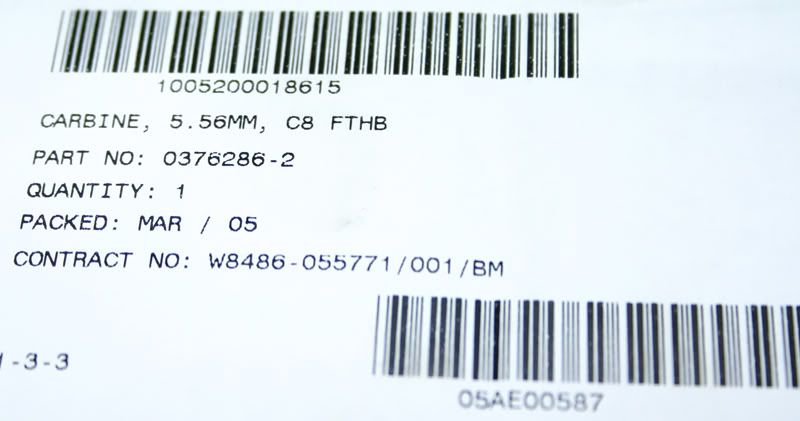 1005200018615
CARBINE, 5.56MM, C8 FTHB
PART NO: 0376286-2
QUANTITY: 1
PACKED: MAR / 05
CONTRACT NO: W8486-055771/001/BM
1-3-3
05AE00587